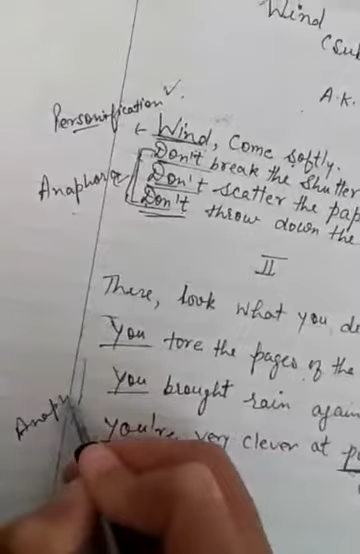 Wind
(Sub
A.K.
Personification ✓.
Wind, Come softly.
Don't break the Shutter
Anaphora Don't scatter the pap
Don't throw down the
II
There, look what you d
You tore the pages of the
You brought rain again
Anaph you're very clever at p